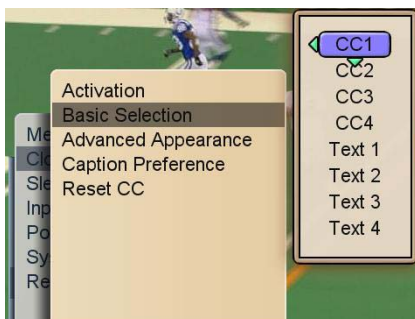 Activation
Basic Selection
Advanced Appearance
Caption Preference
Reset CC
CC1
CC2
CC3
CC4
Text 1
Text 2
Text 3
Text 4